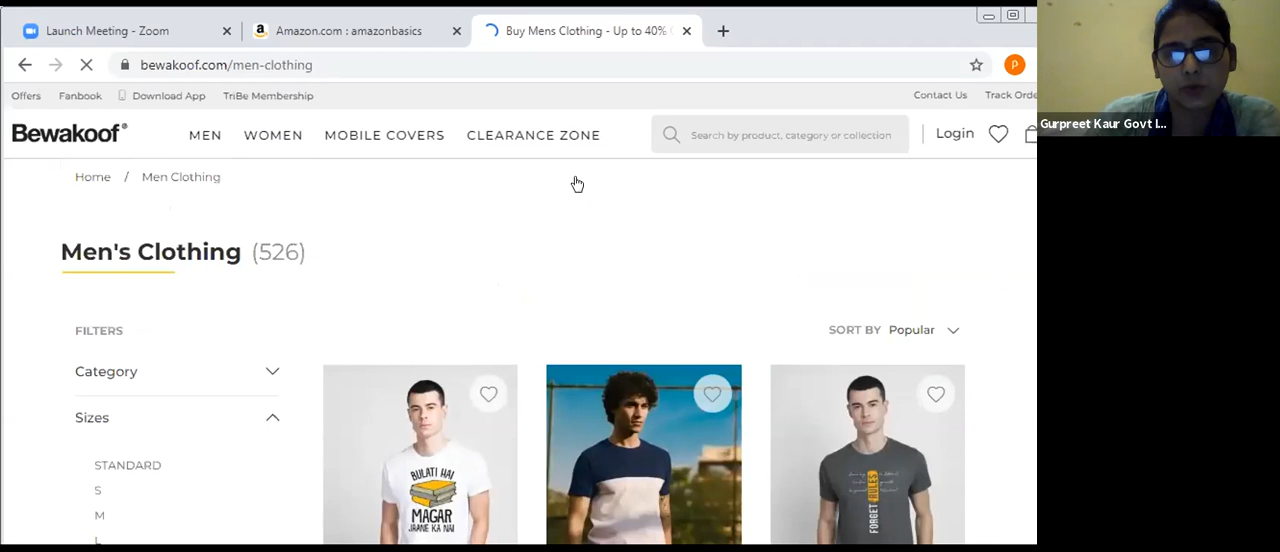 Launch Meeting - Zoom
Amazon.com : amazonbasics
Buy Mens Clothing - Up to 40%
bewakoof.com/men-clothing
P
Offers Fanbook Download App TriBe Membership Contact Us Track Orde
Bewakoof® MEN WOMEN MOBILE COVERS CLEARANCE ZONE Search by product, category or collection Login
Gurpreet Kaur Govt I...
Home / Men Clothing
Men's Clothing (526)
FILTERS
SORT BY Popular
Category
Sizes
STANDARD
S
M
L
BULATI HAI
MAGAR
JAANE KA NAI
FORGET RULES